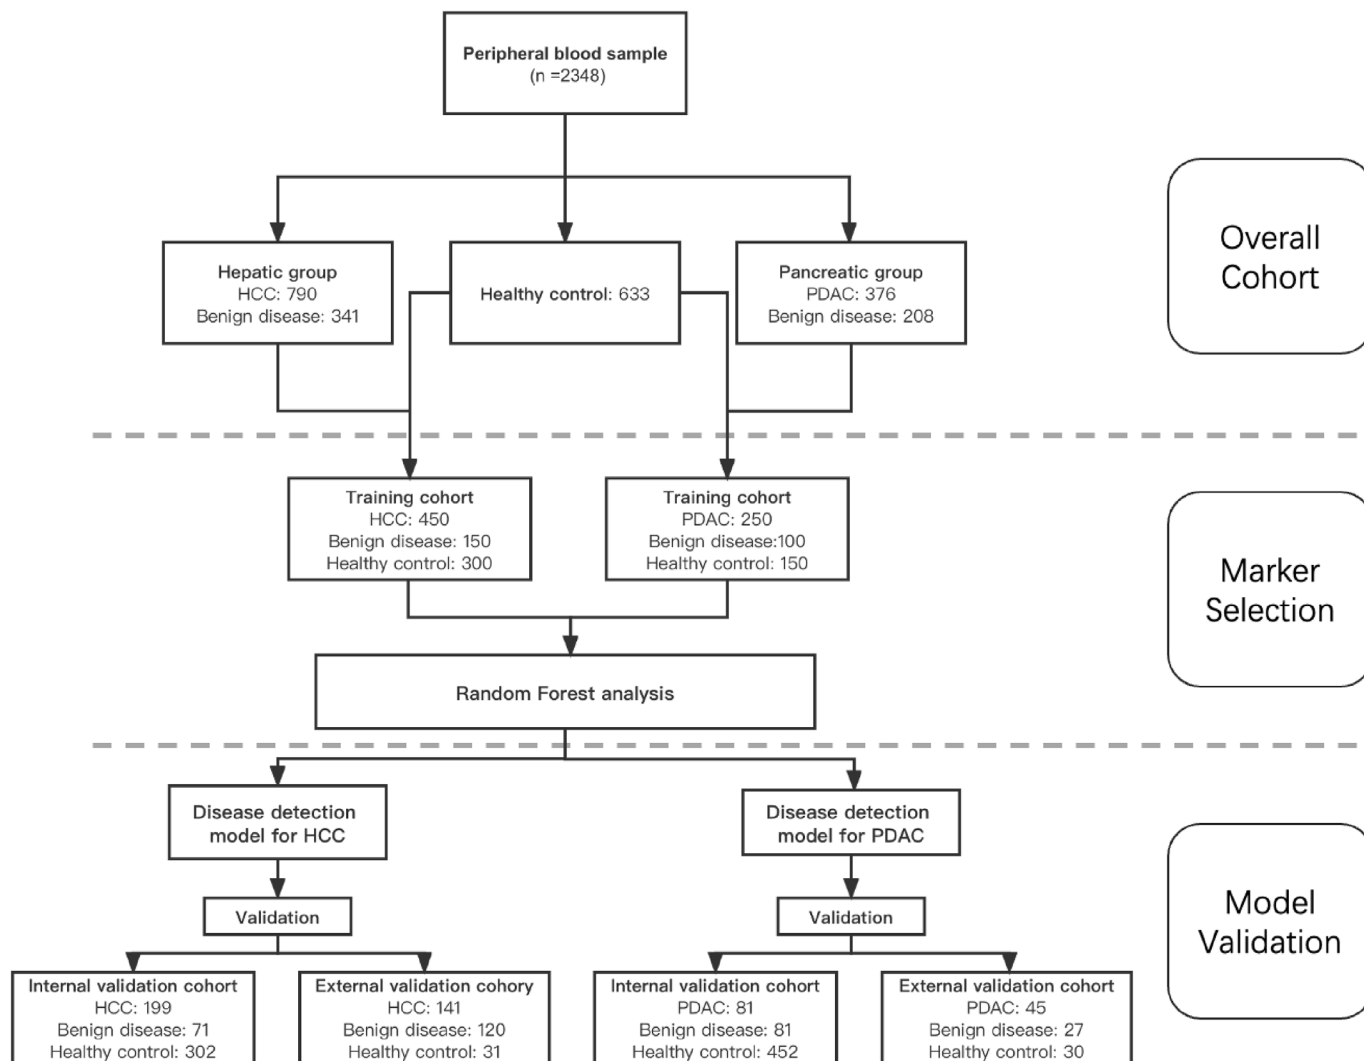 Peripheral blood sample
(n =2348)
Hepatic group
HCC: 790
Benign disease: 341
Healthy control: 633
Pancreatic group
PDAC: 376
Benign disease: 208
Overall
Cohort
Training cohort
HCC: 450
Benign disease: 150
Healthy control: 300
Training cohort
PDAC: 250
Benign disease:100
Healthy control: 150
Marker
Selection
Random Forest analysis
Disease detection
model for HCC
Disease detection
model for PDAC
Validation
Validation
Model
Validation
Internal validation cohort
HCC: 199
Benign disease: 71
Healthy control: 302
External validation cohory
HCC: 141
Benign disease: 120
Healthy control: 31
Internal validation cohort
PDAC: 81
Benign disease: 81
Healthy control: 452
External validation cohort
PDAC: 45
Benign disease: 27
Healthy control: 30